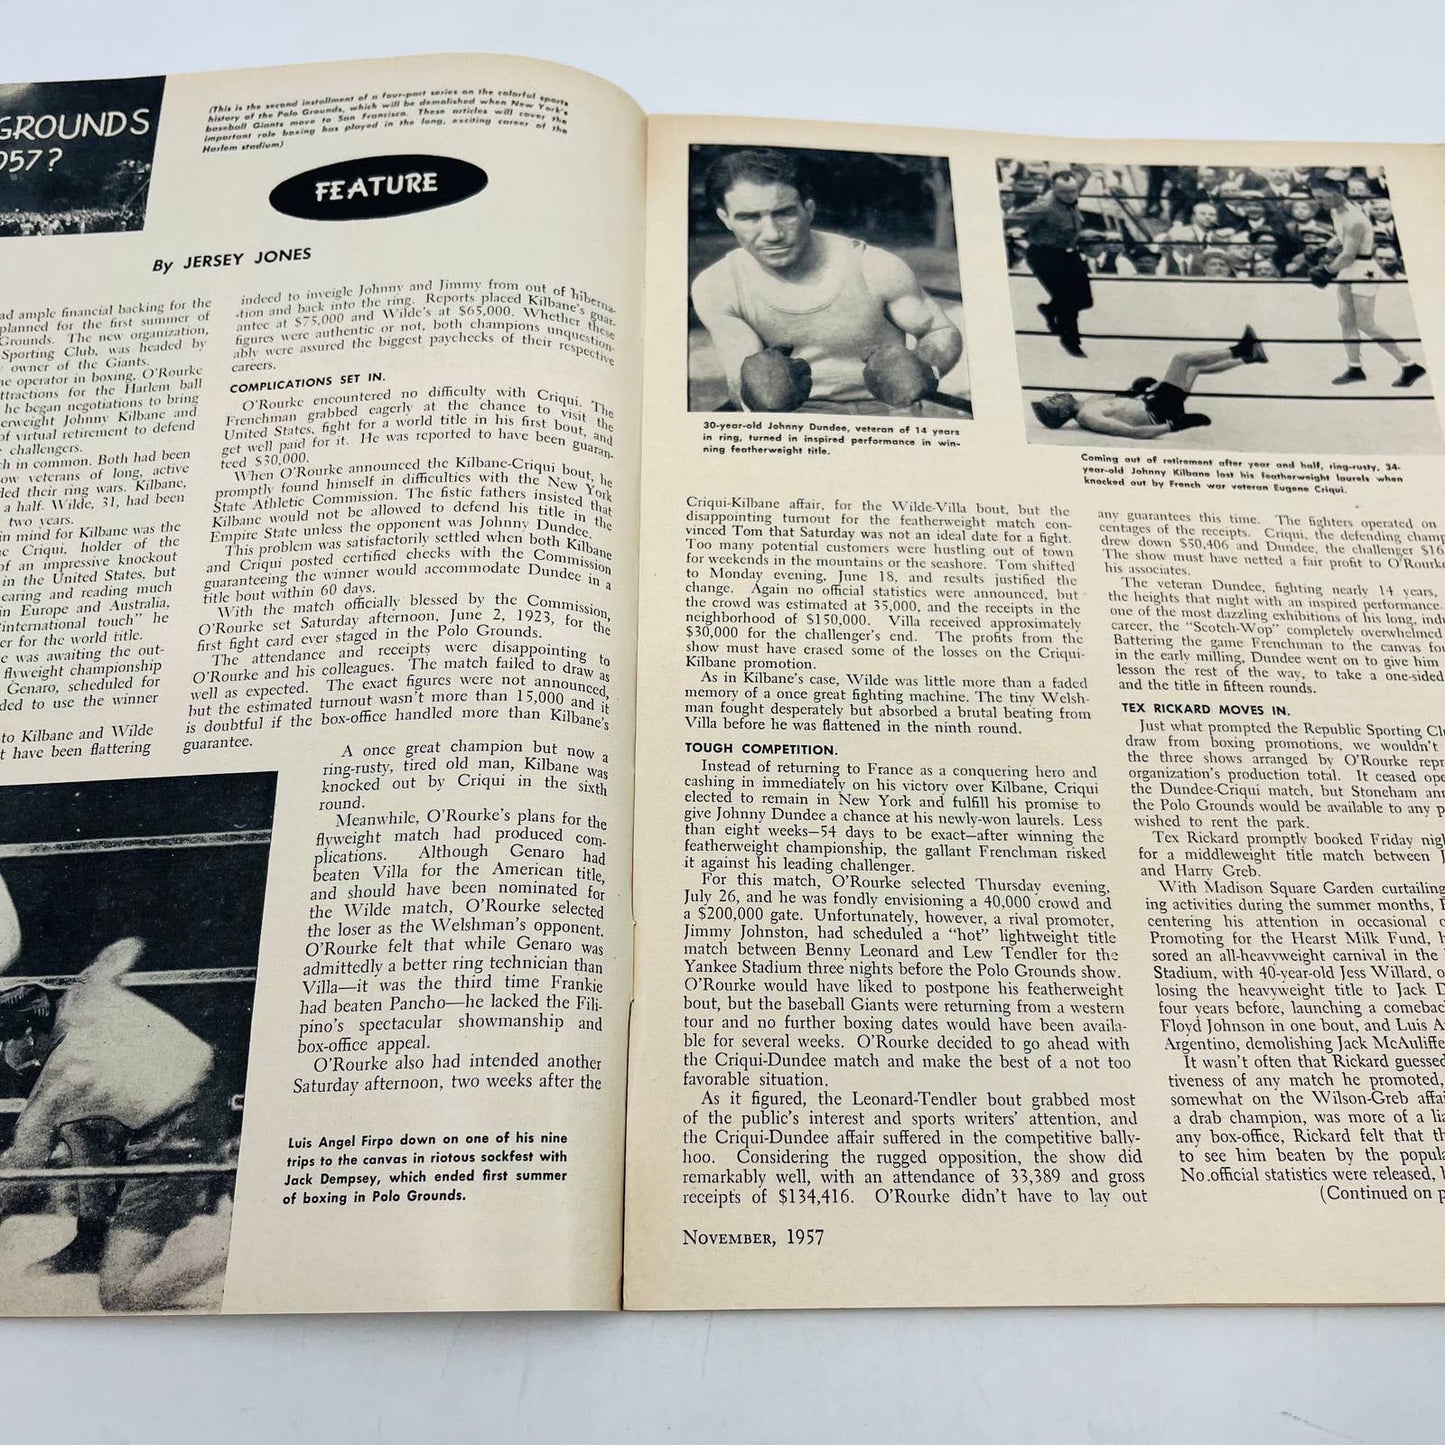 GROUNDS
957?
(This is the second installment of a four-part series on the colorful sports
history of the Polo Grounds, which will be demolished when New York's
baseball Giants move to San Francisco. These articles will cover the
important role boxing has played in the long, exciting career of the
Harlem stadium)
FEATURE
By JERSEY JONES
ad ample financial backing for the
planned for the first summer of
Grounds. The new organization,
Sporting Club, was headed by
owner of the Giants.
e operator in boxing, O'Rourke
ttractions for the Harlem ball
he began negotiations to bring
erweight Johnny Kilbane and
of virtual retirement to defend
challengers.
ch in common. Both had been
ow veterans of long, active
ded their ring wars. Kilbane,
a half. Wilde, 31, had been
two years.
in mind for Kilbane was the
e Criqui, holder of the
of an impressive knockout
in the United States, but
earing and reading much
in Europe and Australia,
"international touch" he
er for the world title.
e was awaiting the out-
flyweight championship
Genaro, scheduled for
ded to use the winner
to Kilbane and Wilde
t have been flattering
indeed to inveigle Johnny and Jimmy from out of hiberna-
tion and back into the ring. Reports placed Kilbane's guar-
antee at $75,000 and Wilde's at $65,000. Whether these
figures were authentic or not, both champions unquestion-
ably were assured the biggest paychecks of their respective
careers.
COMPLICATIONS SET IN.
O'Rourke encountered no difficulty with Criqui. The
Frenchman grabbed eagerly at the chance to visit the
United States, fight for a world title in his first bout, and
get well paid for it. He was reported to have been guaran-
teed $30,000.
When O'Rourke announced the Kilbane-Criqui bout, he
promptly found himself in difficulties with the New York
State Athletic Commission. The fistic fathers insisted that
Kilbane would not be allowed to defend his title in the
Empire State unless the opponent was Johnny Dundee.
This problem was satisfactorily settled when both Kilbane
and Criqui posted certified checks with the Commission
guaranteeing the winner would accommodate Dundee in a
title bout within 60 days.
With the match officially blessed by the Commission,
O'Rourke set Saturday afternoon, June 2, 1923, for the
first fight card ever staged in the Polo Grounds.
The attendance and receipts were disappointing to
O'Rourke and his colleagues. The match failed to draw as
well as expected. The exact figures were not announced,
but the estimated turnout wasn't more than 15,000 and it
is doubtful if the box-office handled more than Kilbane's
guarantee.
A once great champion but now a
ring-rusty, tired old man, Kilbane was
knocked out by Criqui in the sixth
round.
Meanwhile, O'Rourke's plans for the
flyweight match had produced com-
plications. Although Genaro had
beaten Villa for the American title,
and should have been nominated for
the Wilde match, O'Rourke selected
the loser as the Welshman's opponent.
O'Rourke felt that while Genaro was
admittedly a better ring technician than
Villa—it was the third time Frankie
had beaten Pancho—he lacked the Fili-
pino's spectacular showmanship and
box-office appeal.
O'Rourke also had intended another
Saturday afternoon, two weeks after the
Luis Angel Firpo down on one of his nine
trips to the canvas in riotous sockfest with
Jack Dempsey, which ended first summer
of boxing in Polo Grounds.
30-year-old Johnny Dundee, veteran of 14 years
in ring, turned in inspired performance in win-
ning featherweight title.
Coming out of retirement after year and half, ring-rusty, 34-
year-old Johnny Kilbane lost his featherweight laurels when
knocked out by French war veteran Eugene Criqui.
Criqui-Kilbane affair, for the Wilde-Villa bout, but the
disappointing turnout for the featherweight match con-
vinced Tom that Saturday was not an ideal date for a fight.
Too many potential customers were hustling out of town
for weekends in the mountains or the seashore. Tom shifted
to Monday evening, June 18, and results justified the
change. Again no official statistics were announced, but
the crowd was estimated at 35,000, and the receipts in the
neighborhood of $150,000. Villa received approximately
$30,000 for the challenger's end. The profits from the
show must have erased some of the losses on the Criqui-
Kilbane promotion.
As in Kilbane's case, Wilde was little more than a faded
memory of a once great fighting machine. The tiny Welsh-
man fought desperately but absorbed a brutal beating from
Villa before he was flattened in the ninth round.
TOUGH COMPETITION.
Instead of returning to France as a conquering hero and
cashing in immediately on his victory over Kilbane, Criqui
elected to remain in New York and fulfill his promise to
give Johnny Dundee a chance at his newly-won laurels. Less
than eight weeks—54 days to be exact—after winning the
featherweight championship, the gallant Frenchman risked
it against his leading challenger.
For this match, O'Rourke selected Thursday evening,
July 26, and he was fondly envisioning a 40,000 crowd and
a $200,000 gate. Unfortunately, however, a rival promoter,
Jimmy Johnston, had scheduled a "hot" lightweight title
match between Benny Leonard and Lew Tendler for the
Yankee Stadium three nights before the Polo Grounds show.
O'Rourke would have liked to postpone his featherweight
bout, but the baseball Giants were returning from a western
tour and no further boxing dates would have been availa-
ble for several weeks. O'Rourke decided to go ahead with
the Criqui-Dundee match and make the best of a not too
favorable situation.
As it figured, the Leonard-Tendler bout grabbed most
of the public's interest and sports writers' attention, and
the Criqui-Dundee affair suffered in the competitive bally-
hoo. Considering the rugged opposition, the show did
remarkably well, with an attendance of 33,389 and gross
receipts of $134,416. O'Rourke didn't have to lay out
any guarantees this time. The fighters operated on
centages of the receipts. Criqui, the defending champ
drew down $50,406 and Dundee, the challenger $16
The show must have netted a fair profit to O'Rourke
his associates.
The veteran Dundee, fighting nearly 14 years,
the heights that night with an inspired performance.
one of the most dazzling exhibitions of his long, indu
career, the "Scotch-Wop" completely overwhelmed
Battering the game Frenchman to the canvas fou
in the early milling, Dundee went on to give him
lesson the rest of the way, to take a one-sided
and the title in fifteen rounds.
TEX RICKARD MOVES IN.
Just what prompted the Republic Sporting Clu
draw from boxing promotions, we wouldn't
the three shows arranged by O'Rourke repr
organization's production total. It ceased ope
the Dundee-Criqui match, but Stoneham ann
the Polo Grounds would be available to any p
wished to rent the park.
Tex Rickard promptly booked Friday nigh
for a middleweight title match between J
and Harry Greb.
With Madison Square Garden curtailing
ing activities during the summer months, R
centering his attention in occasional o
Promoting for the Hearst Milk Fund, h
sored an all-heavyweight carnival in the
Stadium, with 40-year-old Jess Willard, o
losing the heavyweight title to Jack D
four years before, launching a comeback
Floyd Johnson in one bout, and Luis A
Argentino, demolishing Jack McAuliffe
It wasn't often that Rickard guessed
tiveness of any match he promoted,
somewhat on the Wilson-Greb affai
a drab champion, was more of a lia
any box-office, Rickard felt that th
to see him beaten by the popula
No official statistics were released, b
(Continued on p
NOVEMBER, 1957